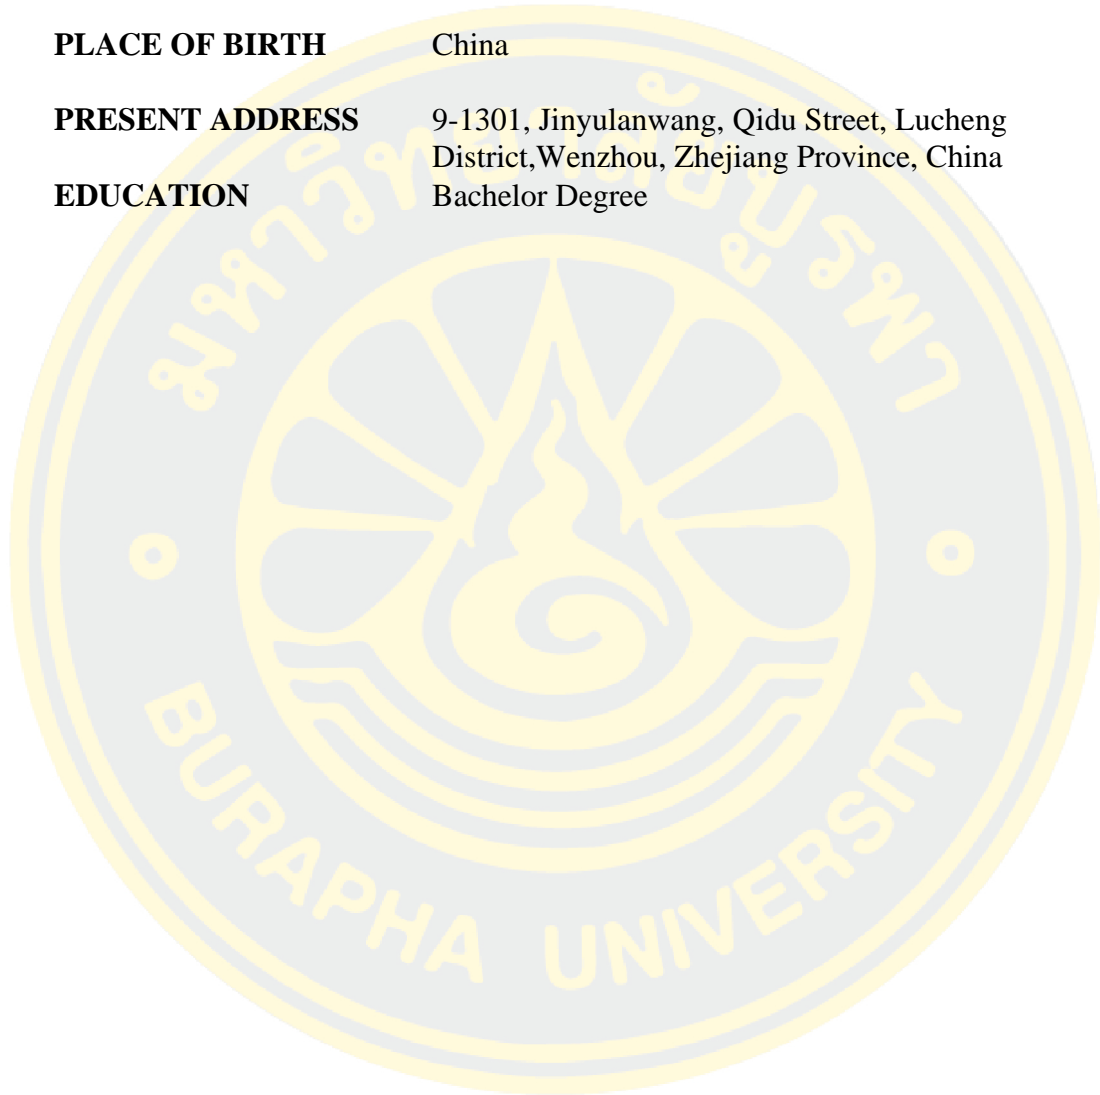 PLACE OF BIRTH China
PRESENT ADDRESS 9-1301, Jinyulanwang, Qidu Street, Lucheng
District,Wenzhou, Zhejiang Province, China
EDUCATION Bachelor Degree
มหาวิทยาลัยบูรพา
BURAPHA UNIVERSITY